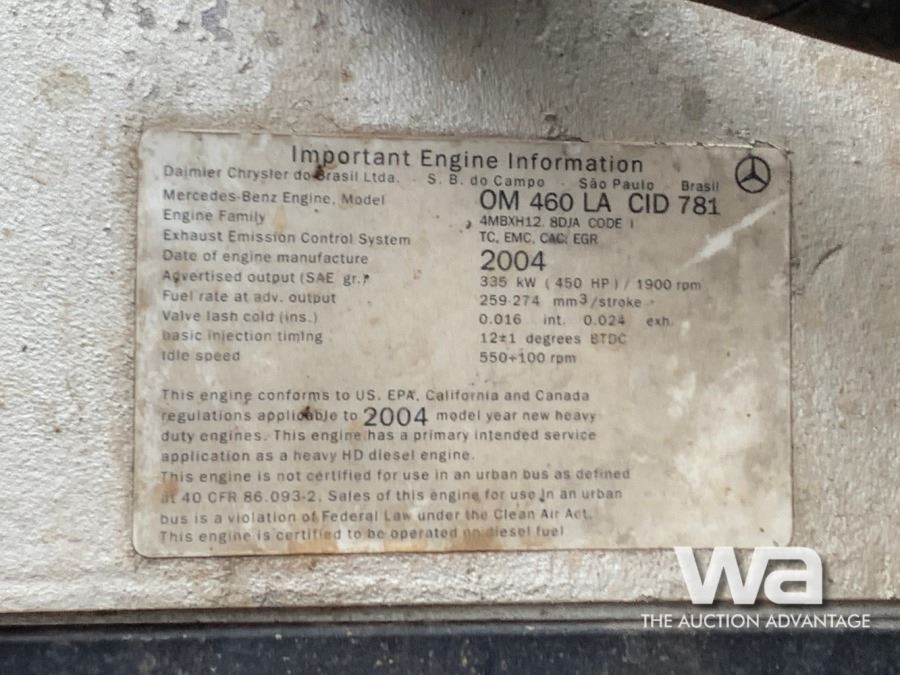 Important Engine Information
Daimler Chrysler do Brasil Ltda. S. B. do Campo · São Paulo Brasil
Mercedes-Benz Engine, Model OM 460 LA CID 781
Engine Family 4MBXH12.8DJA CODE I
Exhaust Emission Control System TC, EMC, CAC, EGR
Date of engine manufacture 2004
Advertised output (SAE gr.) 335 kW (450 HP) / 1900 rpm
Fuel rate at adv. output 259-274 mm3/stroke
Valve lash cold (ins.) 0.016 int. 0.024 exh.
basic injection timing 12±1 degrees BTDC
Idle speed 550+100 rpm
This engine conforms to US. EPA, California and Canada
regulations applicable to 2004 model year new heavy
duty engines. This engine has a primary intended service
application as a heavy HD diesel engine.
This engine is not certified for use in an urban bus as defined
at 40 CFR 86.093-2. Sales of this engine for use in an urban
bus is a violation of Federal Law under the Clean Air Act.
This engine is certified to be operated on diesel fuel
wa
THE AUCTION ADVANTAGE